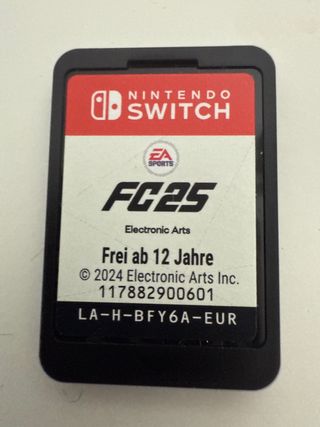 NINTENDO
SWITCH
EA
SPORTS
FC25
Electronic Arts
Frei ab 12 Jahre
© 2024 Electronic Arts Inc.
117882900601
LA-H-BFY6A-EUR